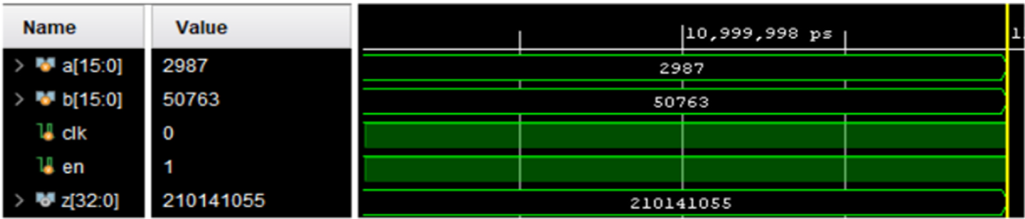 Name Value
10,999,998 ps
a[15:0] 2987 2987
b[15:0] 50763 50763
clk 0
en 1
z[32:0] 210141055 210141055